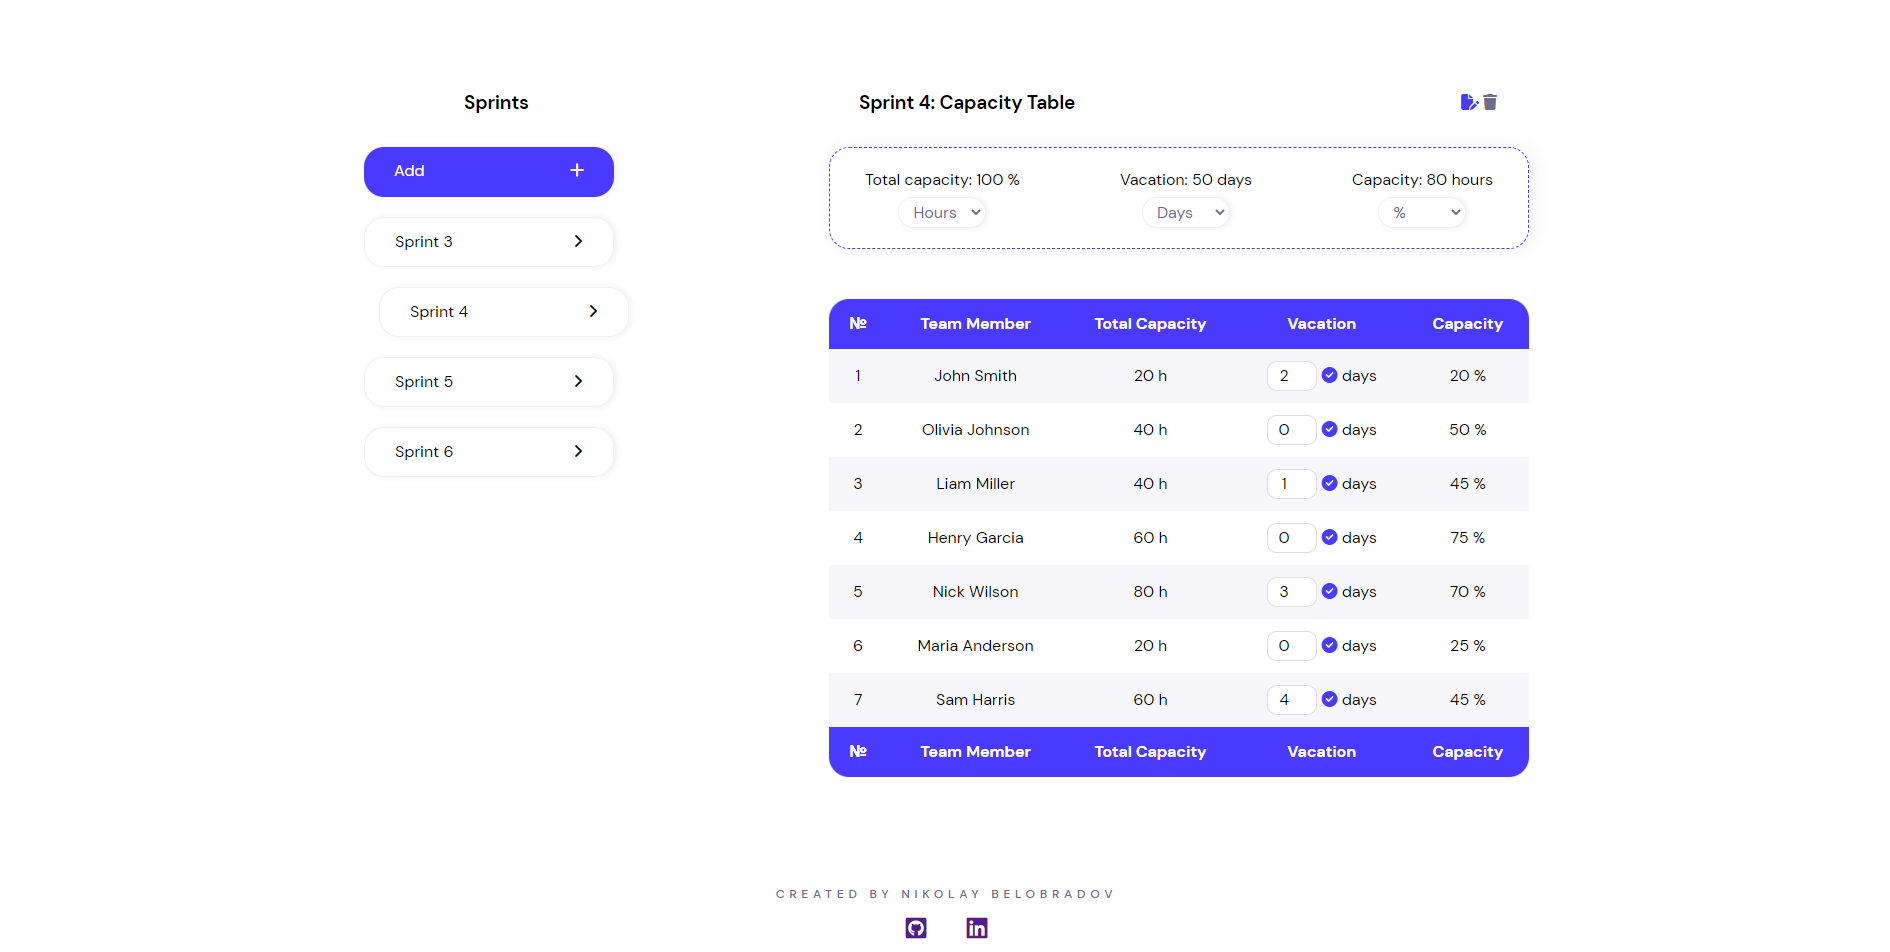 Sprints
Add
Sprint 3
Sprint 4
Sprint 5
Sprint 6
Sprint 4: Capacity Table
Total capacity: 100 % Vacation: 50 days Capacity: 80 hours
Hours Days %
№ Team Member Total Capacity Vacation Capacity
1 John Smith 20 h 2 days 20 %
2 Olivia Johnson 40 h 0 days 50 %
3 Liam Miller 40 h 1 days 45 %
4 Henry Garcia 60 h 0 days 75 %
5 Nick Wilson 80 h 3 days 70 %
6 Maria Anderson 20 h 0 days 25 %
7 Sam Harris 60 h 4 days 45 %
№ Team Member Total Capacity Vacation Capacity
CREATED BY NIKOLAY BELOBRADOV
in